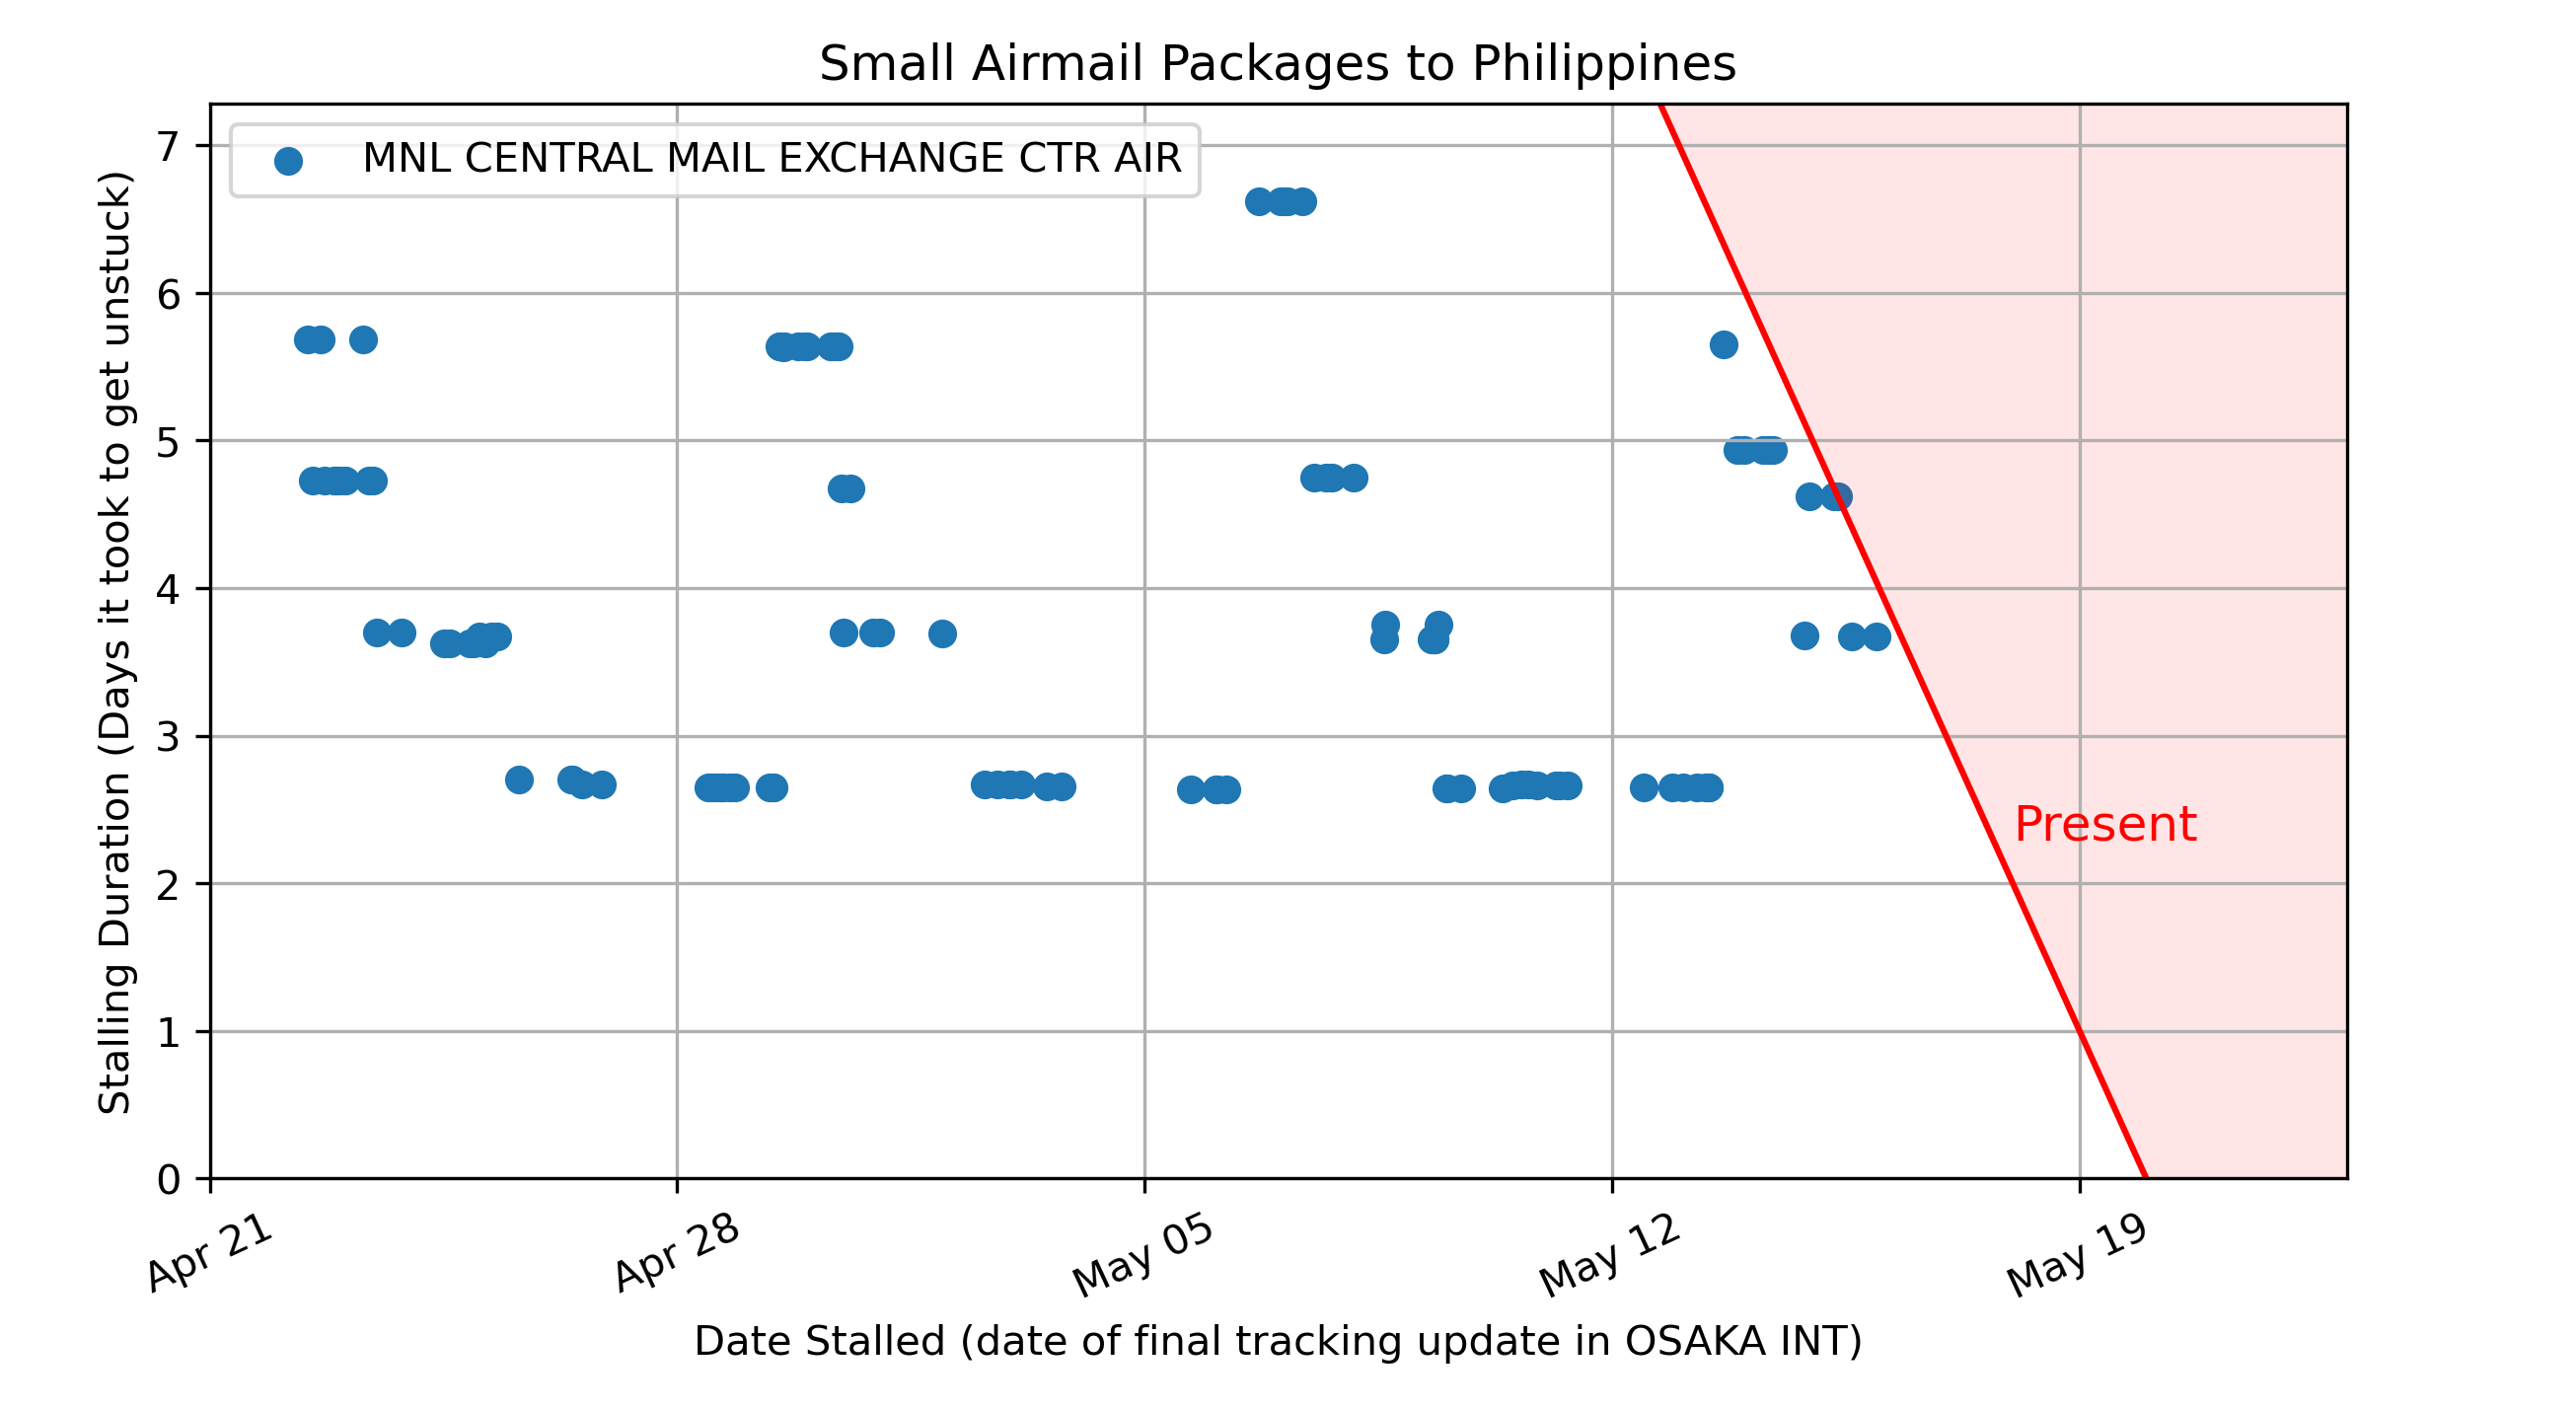 Small Airmail Packages to Philippines
MNL CENTRAL MAIL EXCHANGE CTR AIR
Stalling Duration (Days it took to get unstuck)
7
6
5
4
3
2
1
0
Present
Apr 21
Apr 28
May 05
May 12
May 19
Date Stalled (date of final tracking update in OSAKA INT)